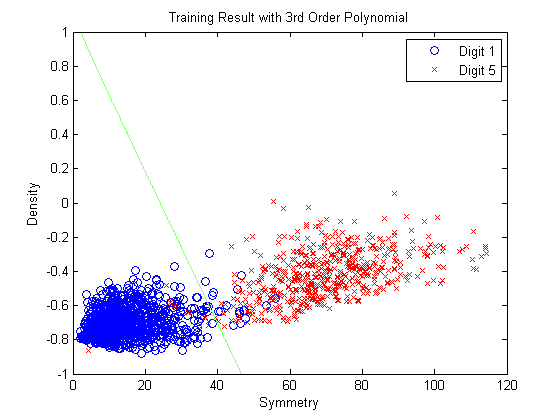 Training Result with 3rd Order Polynomial
1
0.8
0.6
0.4
0.2
0
-0.2
-0.4
-0.6
-0.8
-1
Density
Digit 1
Digit 5
0 20 40 60 80 100 120
Symmetry